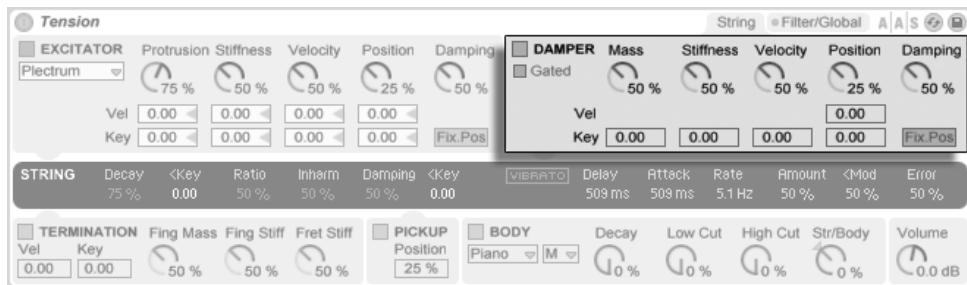 Tension String Filter/Global A A S
EXCITATOR Protrusion Stiffness Velocity Position Damping
Plectrum 75 % 50 % 50 % 25 % 50 %
Vel 0.00 0.00 0.00 0.00
Key 0.00 0.00 0.00 0.00 Fix.Pos
DAMPER Mass Stiffness Velocity Position Damping
Gated 50 % 50 % 50 % 25 % 50 %
Vel 0.00
Key 0.00 0.00 0.00 0.00 Fix.Pos
STRING Decay <Key Ratio Inharm Damping <Key VIBRATO Delay Attack Rate Amount <Mod Error
75 % 0.00 50 % 50 % 50 % 0.00 509 ms 509 ms 5.1 Hz 50 % 50 % 50 %
TERMINATION Fing Mass Fing Stiff Fret Stiff
Vel Key
0.00 0.00 50 % 50 % 50 %
PICKUP
Position
25 %
BODY Decay Low Cut High Cut Str/Body
Piano M 0 % 0 % 0 % 0 %
Volume
0.0 dB